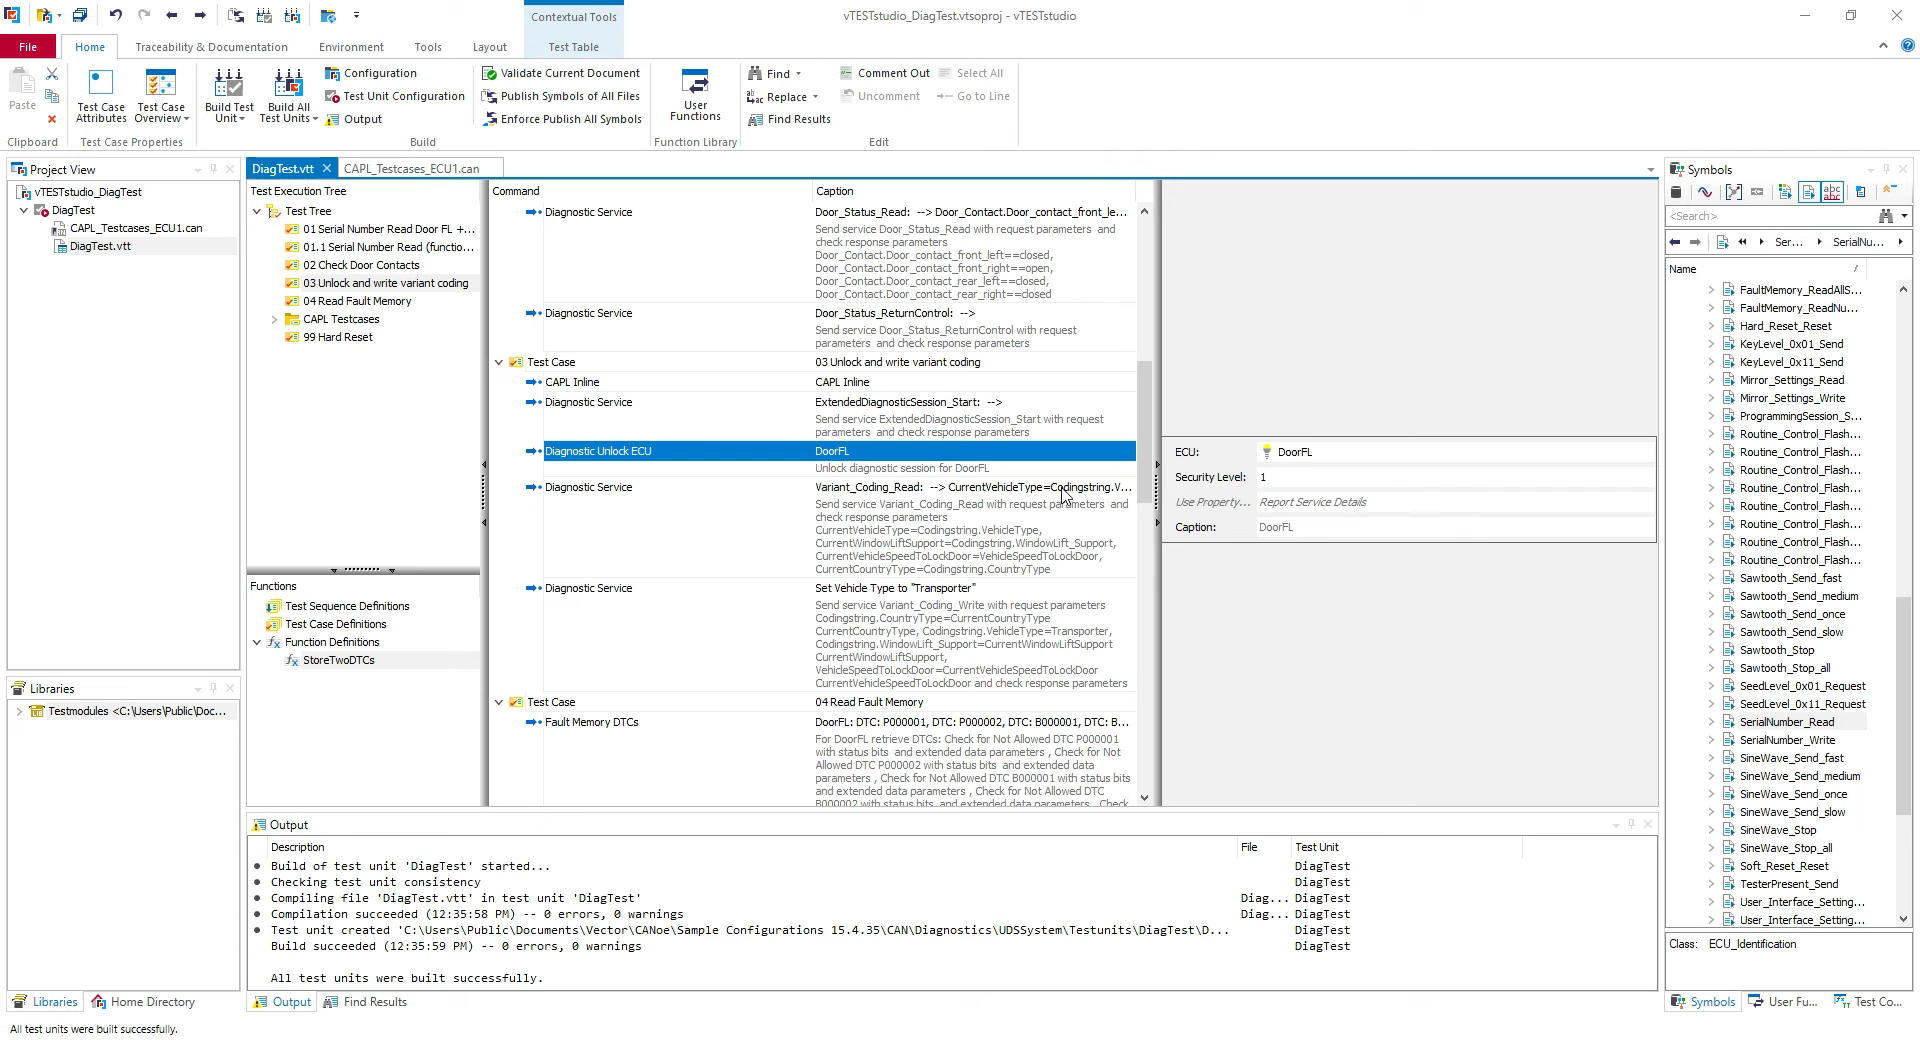 Contextual Tools
vTESTstudio_DiagTest.vtsoproj - vTESTstudio
File
Home
Traceability & Documentation
Environment
Tools
Layout
Test Table
Paste
Clipboard
Test Case
Attributes
Test Case
Overview
Test Case Properties
Build Test
Unit
Build All
Test Units
Configuration
Test Unit Configuration
Output
Build
Validate Current Document
Publish Symbols of All Files
Enforce Publish All Symbols
User
Functions
Function Library
Find
Replace
Find Results
Comment Out
Uncomment
Select All
Go to Line
Edit
Project View
vTESTstudio_DiagTest
DiagTest
CAPL_Testcases_ECU1.can
DiagTest.vtt
Libraries
Testmodules <C:\Users\Public\Doc...
Libraries
Home Directory
DiagTest.vtt
CAPL_Testcases_ECU1.can
Test Execution Tree
Test Tree
01 Serial Number Read Door FL +...
01.1 Serial Number Read (functio...
02 Check Door Contacts
03 Unlock and write variant coding
04 Read Fault Memory
CAPL Testcases
99 Hard Reset
Functions
Test Sequence Definitions
Test Case Definitions
Function Definitions
StoreTwoDTCs
Command
Caption
Diagnostic Service
Door_Status_Read: --> Door_Contact.Door_contact_front_le...
Send service Door_Status_Read with request parameters and
check response parameters
Door_Contact.Door_contact_front_left==closed,
Door_Contact.Door_contact_front_right==open,
Door_Contact.Door_contact_rear_left==closed,
Door_Contact.Door_contact_rear_right==closed
Diagnostic Service
Door_Status_ReturnControl: -->
Send service Door_Status_ReturnControl with request
parameters and check response parameters
Test Case
03 Unlock and write variant coding
CAPL Inline
CAPL Inline
Diagnostic Service
ExtendedDiagnosticSession_Start: -->
Send service ExtendedDiagnosticSession_Start with request
parameters and check response parameters
Diagnostic Unlock ECU
DoorFL
Unlock diagnostic session for DoorFL
Diagnostic Service
Variant_Coding_Read: --> CurrentVehicleType=Codingstring.V...
Send service Variant_Coding_Read with request parameters and
check response parameters
CurrentVehicleType=Codingstring.VehicleType,
CurrentWindowLiftSupport=Codingstring.WindowLift_Support,
CurrentVehicleSpeedToLockDoor=VehicleSpeedToLockDoor,
CurrentCountryType=Codingstring.CountryType
Diagnostic Service
Set Vehicle Type to "Transporter"
Send service Variant_Coding_Write with request parameters
Codingstring.CountryType=CurrentCountryType
CurrentCountryType, Codingstring.VehicleType=Transporter,
Codingstring.WindowLift_Support=CurrentWindowLiftSupport
CurrentWindowLiftSupport,
VehicleSpeedToLockDoor=CurrentVehicleSpeedToLockDoor
CurrentVehicleSpeedToLockDoor and check response parameters
Test Case
04 Read Fault Memory
Fault Memory DTCs
DoorFL: DTC: P000001, DTC: P000002, DTC: B000001, DTC: B...
For DoorFL retrieve DTCs: Check for Not Allowed DTC P000001
with status bits and extended data parameters , Check for Not
Allowed DTC P000002 with status bits and extended data
parameters , Check for Not Allowed DTC B000001 with status bits
and extended data parameters , Check for Not Allowed DTC
B000002 with status bits and extended data parameters , Check
ECU:
DoorFL
Security Level:
1
Use Property...
Report Service Details
Caption:
DoorFL
Output
Description
File
Test Unit
Build of test unit 'DiagTest' started...
DiagTest
Checking test unit consistency
DiagTest
Compiling file 'DiagTest.vtt' in test unit 'DiagTest'
Diag... DiagTest
Compilation succeeded (12:35:58 PM) -- 0 errors, 0 warnings
Diag... DiagTest
Test unit created 'C:\Users\Public\Documents\Vector\CANoe\Sample Configurations 15.4.35\CAN\Diagnostics\UDSSystem\Testunits\DiagTest\D...
DiagTest
Build succeeded (12:35:59 PM) -- 0 errors, 0 warnings
DiagTest
All test units were built successfully.
Output
Find Results
Symbols
<Search>
Ser...
SerialNu...
Name
FaultMemory_ReadAllS...
FaultMemory_ReadNu...
Hard_Reset_Reset
KeyLevel_0x01_Send
KeyLevel_0x11_Send
Mirror_Settings_Read
Mirror_Settings_Write
ProgrammingSession_S...
Routine_Control_Flash...
Routine_Control_Flash...
Routine_Control_Flash...
Routine_Control_Flash...
Routine_Control_Flash...
Routine_Control_Flash...
Routine_Control_Flash...
Routine_Control_Flash...
Sawtooth_Send_fast
Sawtooth_Send_medium
Sawtooth_Send_once
Sawtooth_Send_slow
Sawtooth_Stop
Sawtooth_Stop_all
SeedLevel_0x01_Request
SeedLevel_0x11_Request
SerialNumber_Read
SerialNumber_Write
SineWave_Send_fast
SineWave_Send_medium
SineWave_Send_once
SineWave_Send_slow
SineWave_Stop
SineWave_Stop_all
Soft_Reset_Reset
TesterPresent_Send
User_Interface_Setting...
User_Interface_Setting...
Class: ECU_Identification
Symbols
User Fu...
Test Co...
All test units were built successfully.